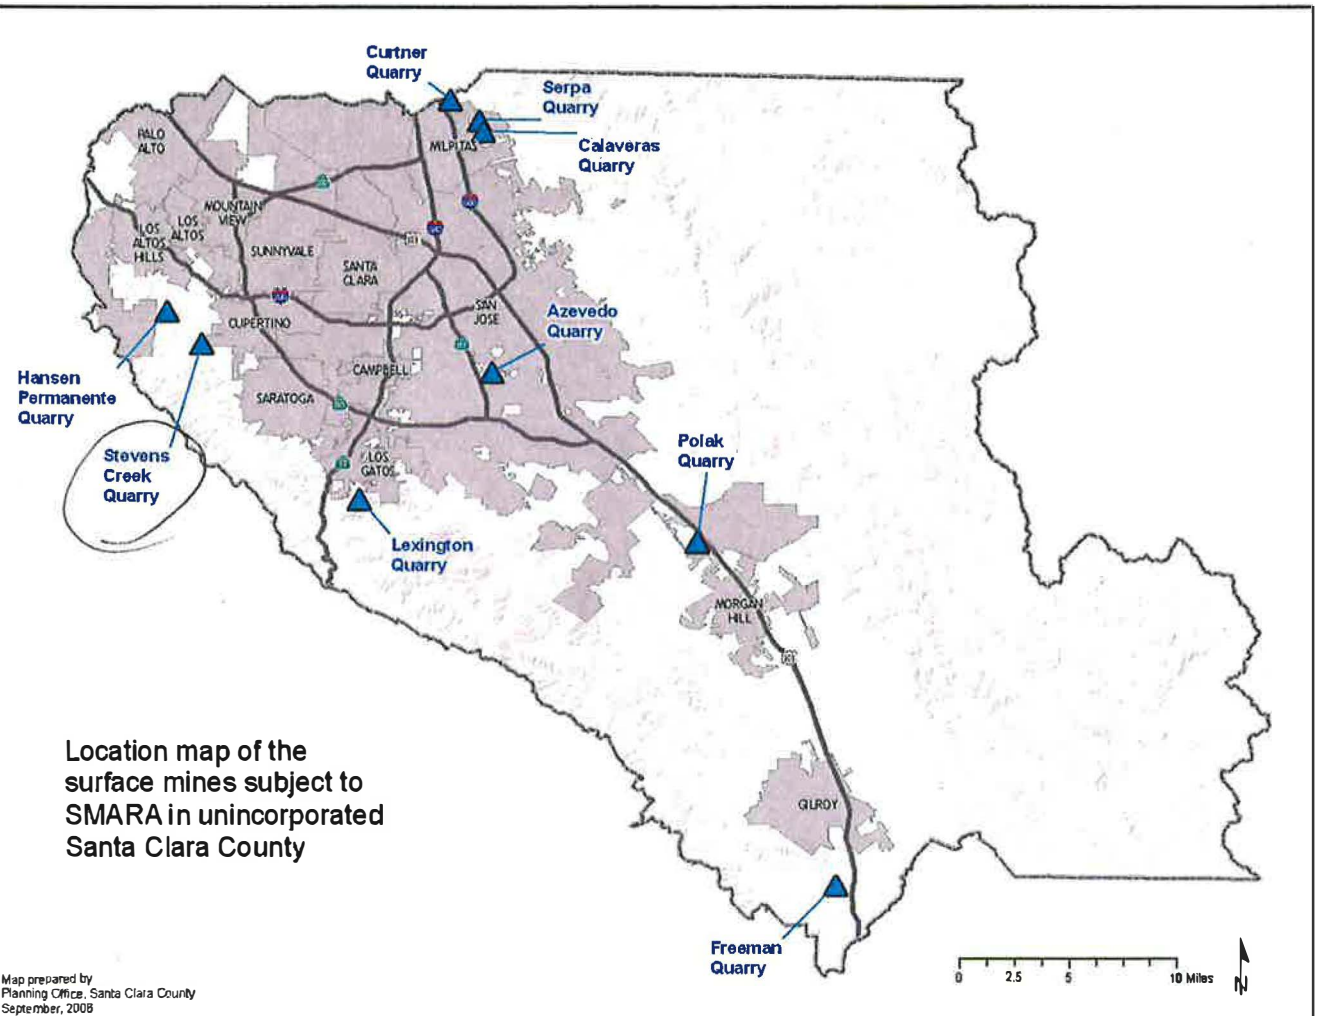 Curtner
Quarry
Serpa
Quarry
Calaveras
Quarry
PALO
ALTO
MILPITAS
MOUNTAIN
VIEW
LOS
ALTOS
LOS
ALTOS
HILLS
SUNNYVALE
SANTA
CLARA
CUPERTINO
SAN
JOSE
Azevedo
Quarry
CAMPBELL
Hansen
Permanente
Quarry
SARATOGA
Stevens
Creek
Quarry
LOS
GATOS
Polak
Quarry
Lexington
Quarry
MORGAN
HILL
Location map of the
surface mines subject to
SMARA in unincorporated
Santa Clara County
GILROY
Freeman
Quarry
0 2.5 5 10 Miles
N
Map prepared by
Planning Office, Santa Clara County
September, 2008